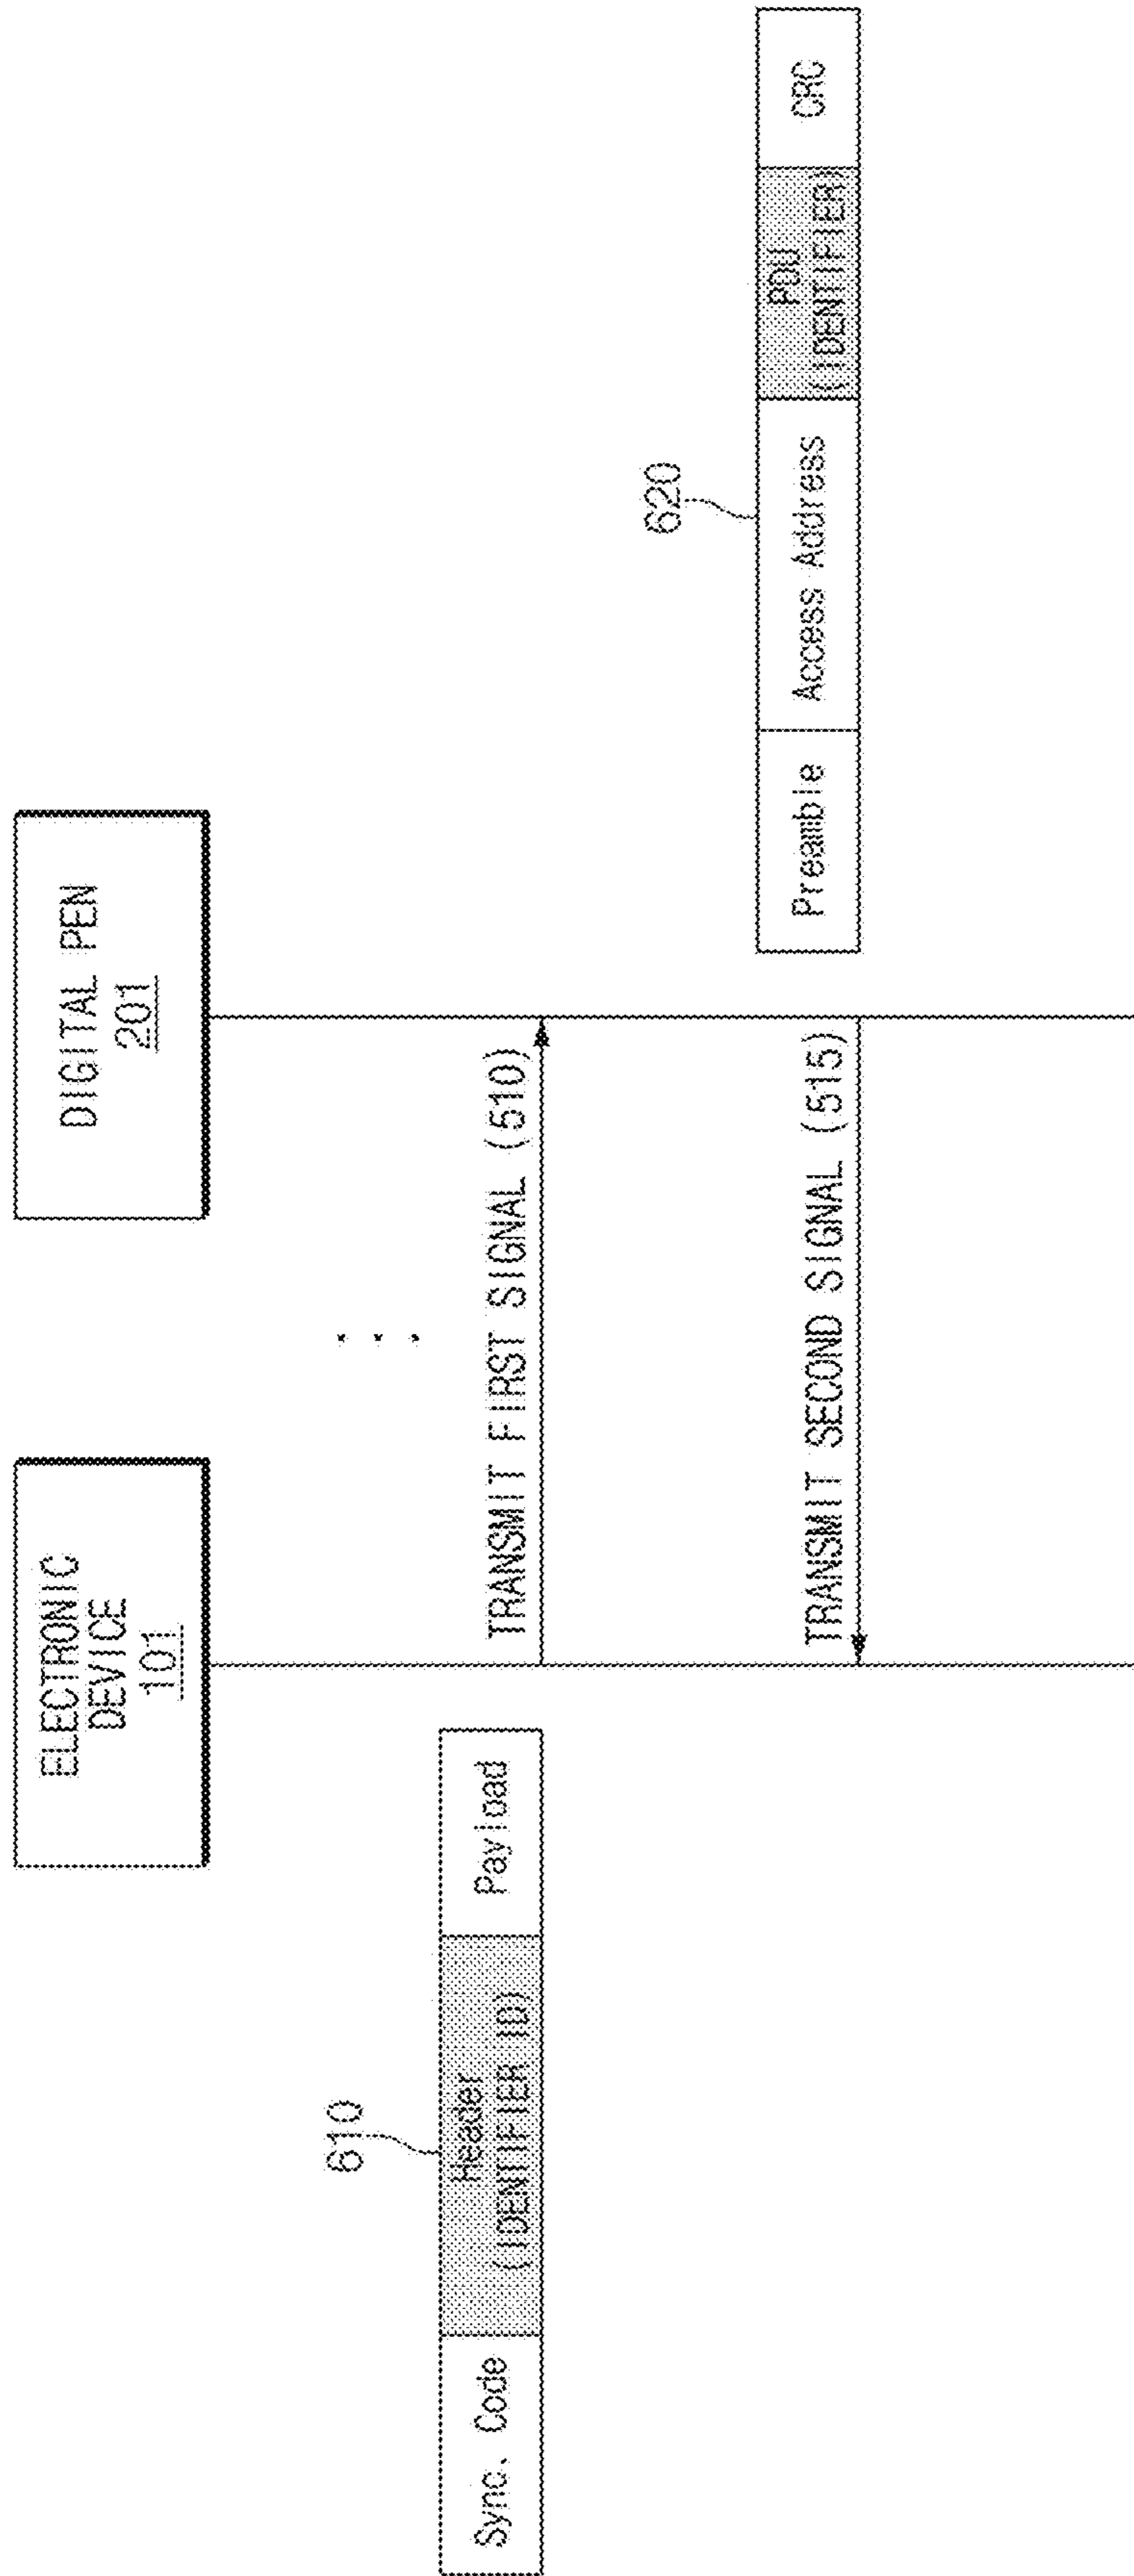 ELECTRONIC
DEVICE
101
DIGITAL PEN
201
610
Sync. Code
Header
(IDENTIFIER ID)
Payload
TRANSMIT FIRST SIGNAL (510)
620
Preamble
Access Address
PDU
(IDENTIFIER)
CRC
TRANSMIT SECOND SIGNAL (515)